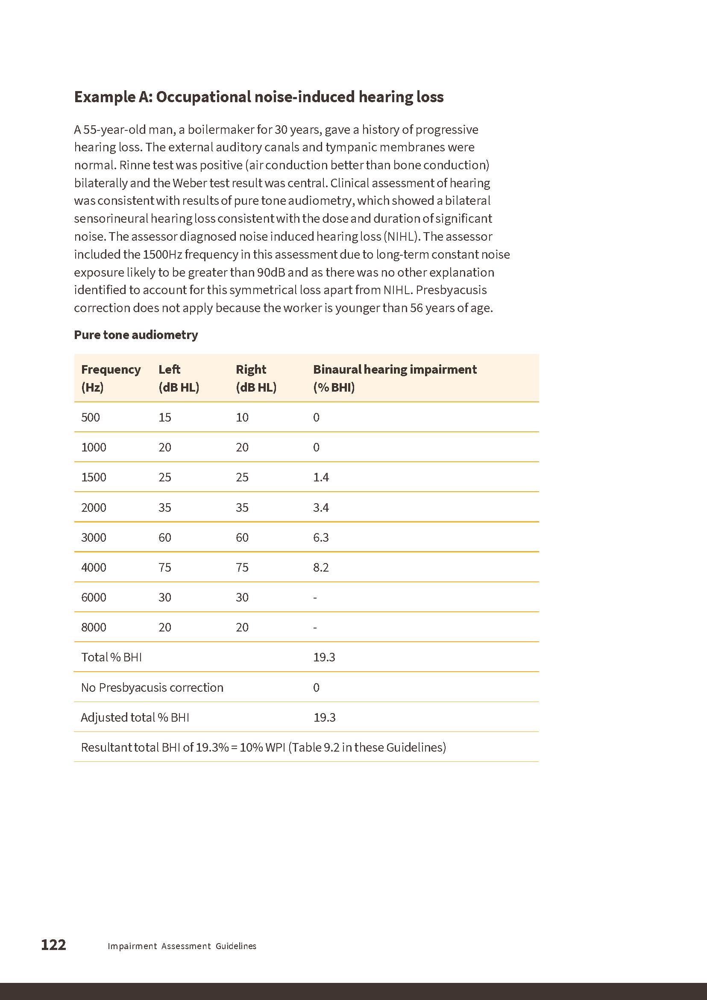 Example A: Occupational noise-induced hearing loss
A 55-year-old man, a boilermaker for 30 years, gave a history of progressive
hearing loss. The external auditory canals and tympanic membranes were
normal. Rinne test was positive (air conduction better than bone conduction)
bilaterally and the Weber test result was central. Clinical assessment of hearing
was consistent with results of pure tone audiometry, which showed a bilateral
sensorineural hearing loss consistent with the dose and duration of significant
noise. The assessor diagnosed noise induced hearing loss (NIHL). The assessor
included the 1500Hz frequency in this assessment due to long-term constant noise
exposure likely to be greater than 90dB and as there was no other explanation
identified to account for this symmetrical loss apart from NIHL. Presbyacusis
correction does not apply because the worker is younger than 56 years of age.
Pure tone audiometry
Frequency Left Right Binaural hearing impairment
(Hz) (dB HL) (dB HL) (% BHI)
500 15 10 0
1000 20 20 0
1500 25 25 1.4
2000 35 35 3.4
3000 60 60 6.3
4000 75 75 8.2
6000 30 30 -
8000 20 20 -
Total % BHI 19.3
No Presbyacusis correction 0
Adjusted total % BHI 19.3
Resultant total BHI of 19.3% = 10% WPI (Table 9.2 in these Guidelines)
122 Impairment Assessment Guidelines